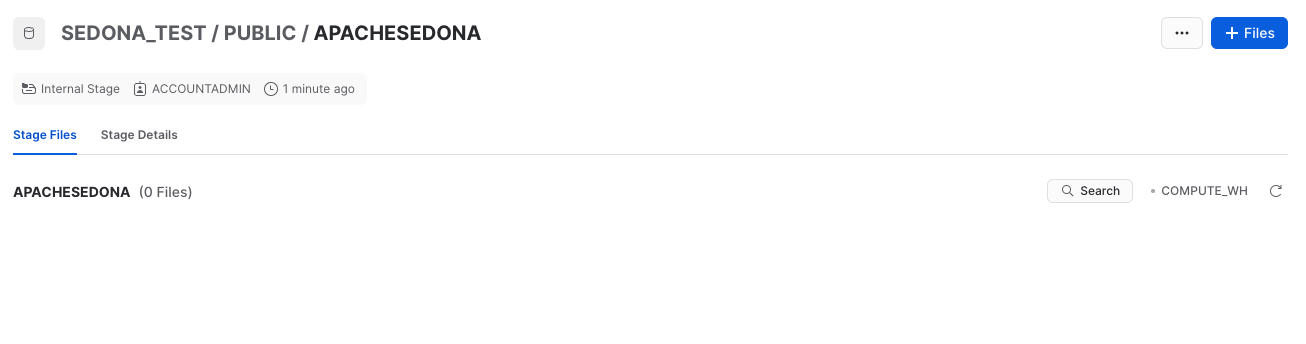 SEDONA_TEST / PUBLIC / APACHESEDONA
... + Files
Internal Stage ACCOUNTADMIN 1 minute ago
Stage Files Stage Details
APACHESEDONA (0 Files) Search COMPUTE_WH